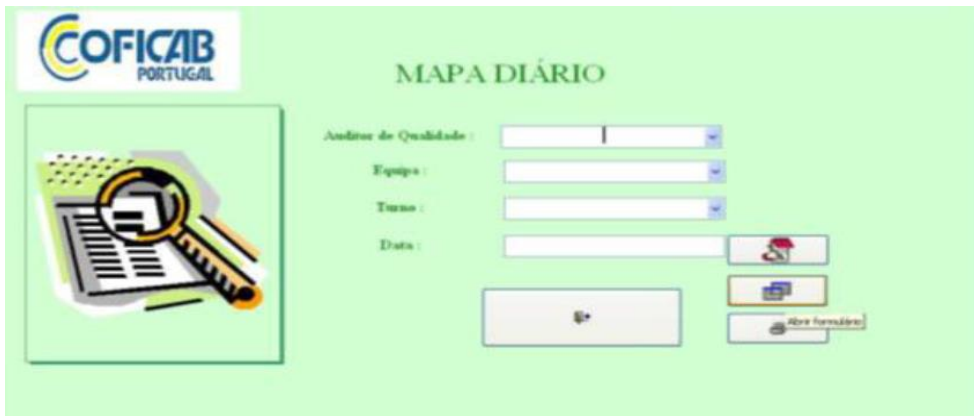 COFICAB
PORTUGAL
MAPA DIÁRIO
Auditor de Qualidade :
Equipa :
Turno :
Data :
Abrir formulário